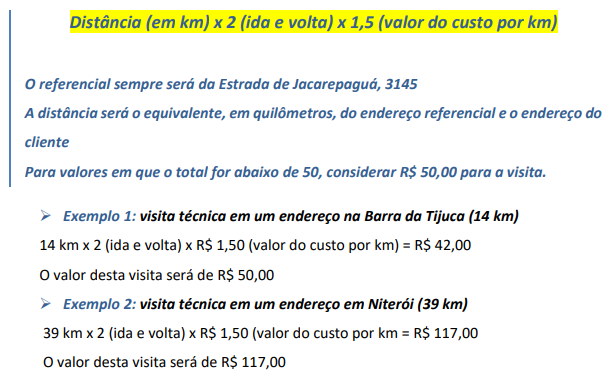 Distância (em km) x 2 (ida e volta) x 1,5 (valor do custo por km)
O referencial sempre será da Estrada de Jacarepaguá, 3145
A distância será o equivalente, em quilômetros, do endereço referencial e o endereço do
cliente
Para valores em que o total for abaixo de 50, considerar R$ 50,00 para a visita.
➢ Exemplo 1: visita técnica em um endereço na Barra da Tijuca (14 km)
14 km x 2 (ida e volta) x R$ 1,50 (valor do custo por km) = R$ 42,00
O valor desta visita será de R$ 50,00
➢ Exemplo 2: visita técnica em um endereço em Niterói (39 km)
39 km x 2 (ida e volta) x R$ 1,50 (valor do custo por km = R$ 117,00
O valor desta visita será de R$ 117,00